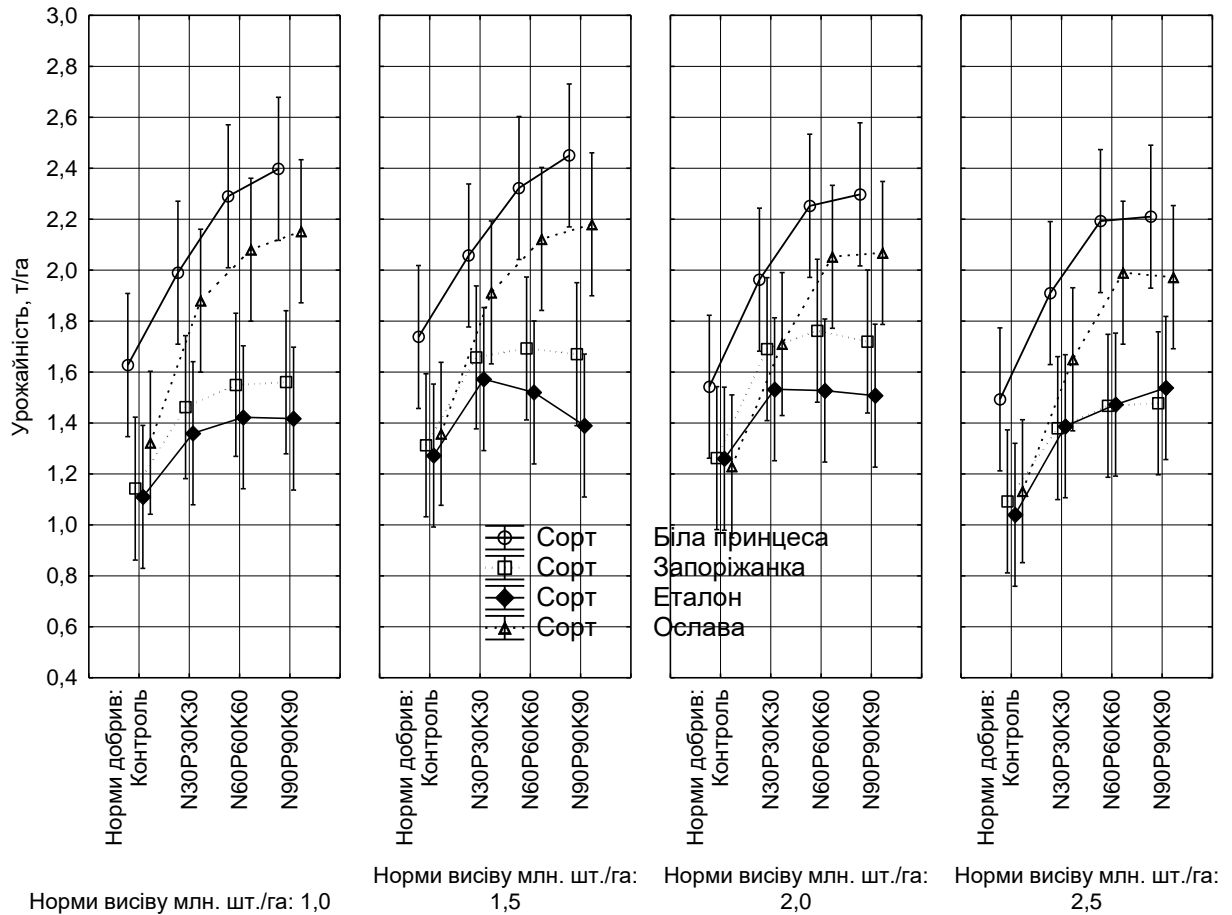 3,0
2,8
2,6
2,4
2,2
2,0
1,8
1,6
1,4
1,2
1,0
0,8
0,6
0,4
Урожайність, т/га
Сорт Біла принцеса
Сорт Запоріжанка
Сорт Еталон
Сорт Ослава
Норми добрив:
Контроль
N30P30K30
N60P60K60
N90P90K90
Норми добрив:
Контроль
N30P30K30
N60P60K60
N90P90K90
Норми добрив:
Контроль
N30P30K30
N60P60K60
N90P90K90
Норми добрив:
Контроль
N30P30K30
N60P60K60
N90P90K90
Норми висіву млн. шт./га: 1,0
Норми висіву млн. шт./га:
1,5
Норми висіву млн. шт./га:
2,0
Норми висіву млн. шт./га:
2,5